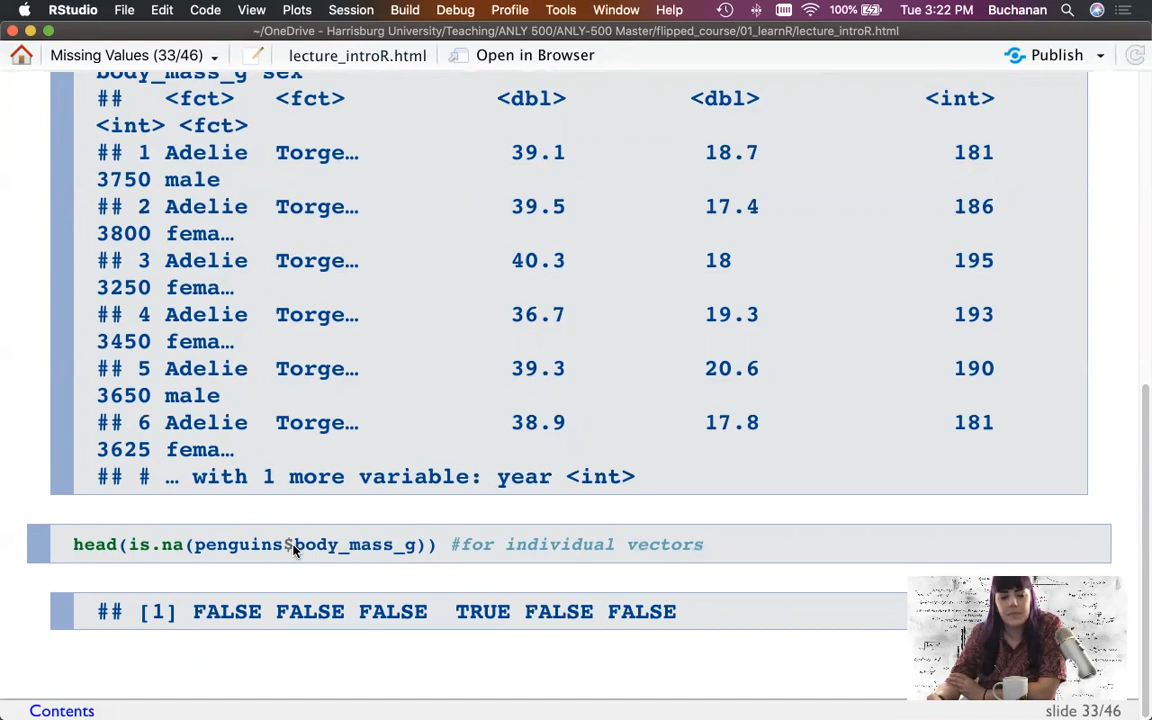 RStudio File Edit Code View Plots Session Build Debug Profile Tools Window Help 100% Tue 3:22 PM Buchanan
~/OneDrive - Harrisburg University/Teaching/ANLY 500/ANLY-500 Master/flipped_course/01_learnR/lecture_introR.html
Missing Values (33/46) lecture_introR.html Open in Browser Publish
body_mass_g sex
## <fct> <fct> <dbl> <dbl> <int>
<int> <fct>
## 1 Adelie Torge… 39.1 18.7 181
3750 male
## 2 Adelie Torge… 39.5 17.4 186
3800 fema…
## 3 Adelie Torge… 40.3 18 195
3250 fema…
## 4 Adelie Torge… 36.7 19.3 193
3450 fema…
## 5 Adelie Torge… 39.3 20.6 190
3650 male
## 6 Adelie Torge… 38.9 17.8 181
3625 fema…
## # … with 1 more variable: year <int>
head(is.na(penguins$body_mass_g)) #for individual vectors
## [1] FALSE FALSE FALSE TRUE FALSE FALSE
Contents slide 33/46